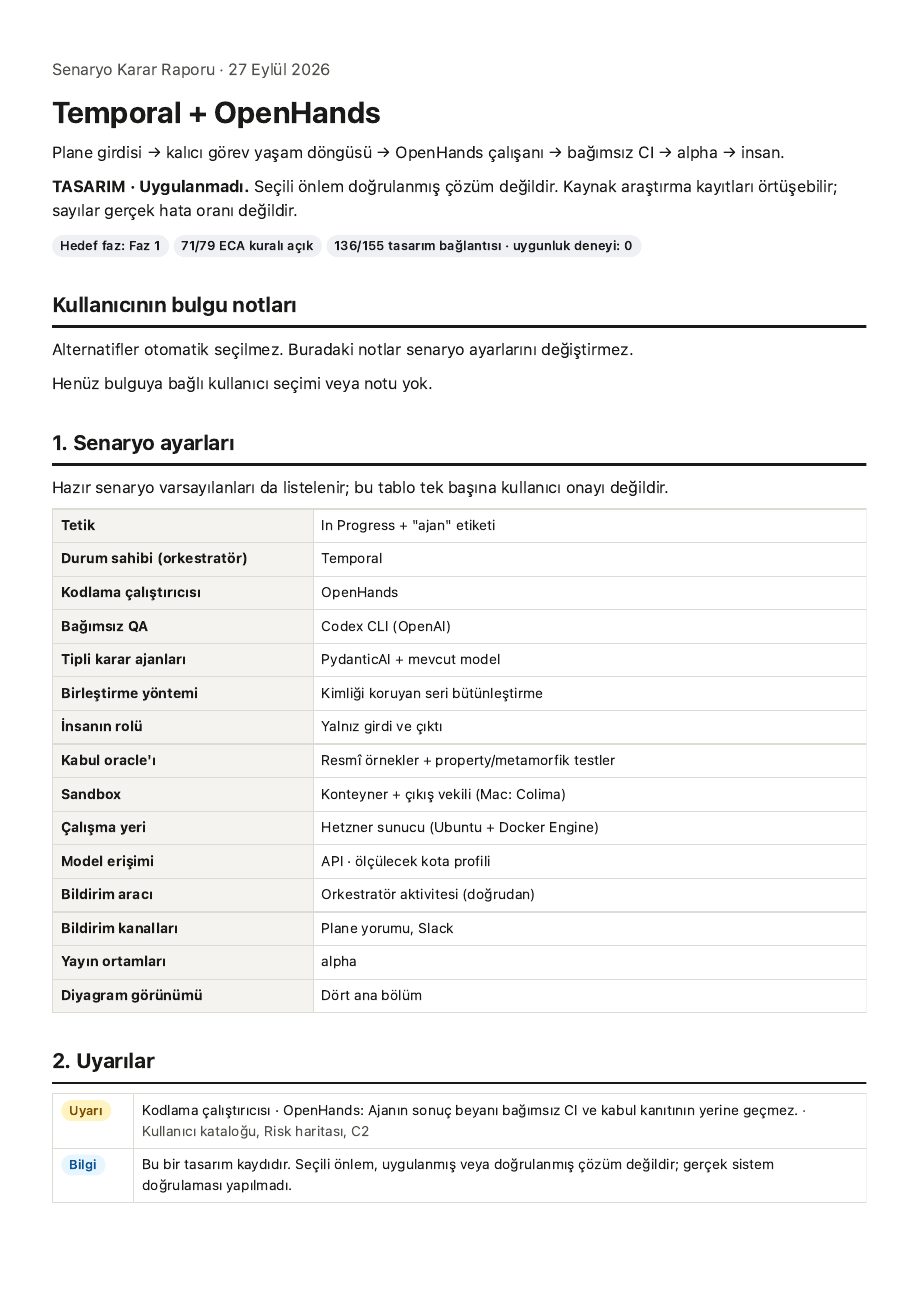 Senaryo Karar Raporu · 27 Eylül 2026
Temporal + OpenHands
Plane girdisi → kalıcı görev yaşam döngüsü → OpenHands çalışanı → bağımsız CI → alpha → insan.
TASARIM · Uygulanmadı. Seçili önlem doğrulanmış çözüm değildir. Kaynak araştırma kayıtları örtüşebilir;
sayılar gerçek hata oranı değildir.
Hedef faz: Faz 1 71/79 ECA kuralı açık 136/155 tasarım bağlantısı · uygunluk deneyi: 0
Kullanıcının bulgu notları
Alternatifler otomatik seçilmez. Buradaki notlar senaryo ayarlarını değiştirmez.
Henüz bulguya bağlı kullanıcı seçimi veya notu yok.
1. Senaryo ayarları
Hazır senaryo varsayılanları da listelenir; bu tablo tek başına kullanıcı onayı değildir.
Tetik In Progress + "ajan" etiketi
Durum sahibi (orkestratör) Temporal
Kodlama çalıştırıcısı OpenHands
Bağımsız QA Codex CLI (OpenAI)
Tipli karar ajanları PydanticAI + mevcut model
Birleştirme yöntemi Kimliği koruyan seri bütünleştirme
İnsanın rolü Yalnız girdi ve çıktı
Kabul oracle'ı Resmî örnekler + property/metamorfik testler
Sandbox Konteyner + çıkış vekili (Mac: Colima)
Çalışma yeri Hetzner sunucu (Ubuntu + Docker Engine)
Model erişimi API · ölçülecek kota profili
Bildirim aracı Orkestratör aktivitesi (doğrudan)
Bildirim kanalları Plane yorumu, Slack
Yayın ortamları alpha
Diyagram görünümü Dört ana bölüm
2. Uyarılar
Uyarı Kodlama çalıştırıcısı · OpenHands: Ajanın sonuç beyanı bağımsız CI ve kabul kanıtının yerine geçmez. ·
Kullanıcı kataloğu, Risk haritası, C2
Bilgi Bu bir tasarım kaydıdır. Seçili önlem, uygulanmış veya doğrulanmış çözüm değildir; gerçek sistem
doğrulaması yapılmadı.